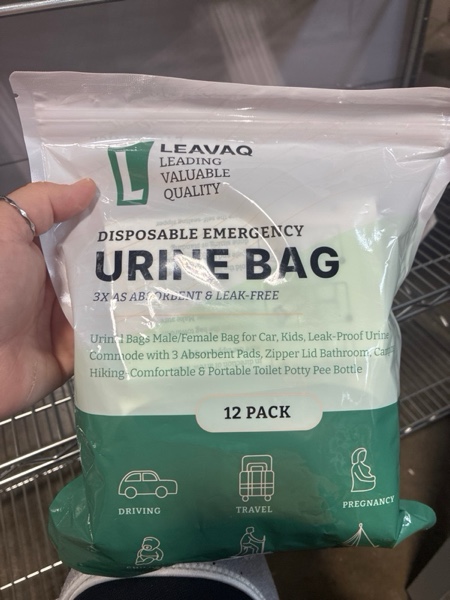 L
LEAVAQ
LEADING
VALUABLE
QUALITY
DISPOSABLE EMERGENCY
URINE BAG
3X AS ABSORBENT & LEAK-FREE
Urinal Bags Male/Female Bag for Car, Kids, Leak-Proof Urine
Commode with 3 Absorbent Pads, Zipper Lid Bathroom,
Hiking-Comfortable & Portable Toilet Potty Pee Bottle
12 PACK
DRIVING
TRAVEL
PREGNANCY